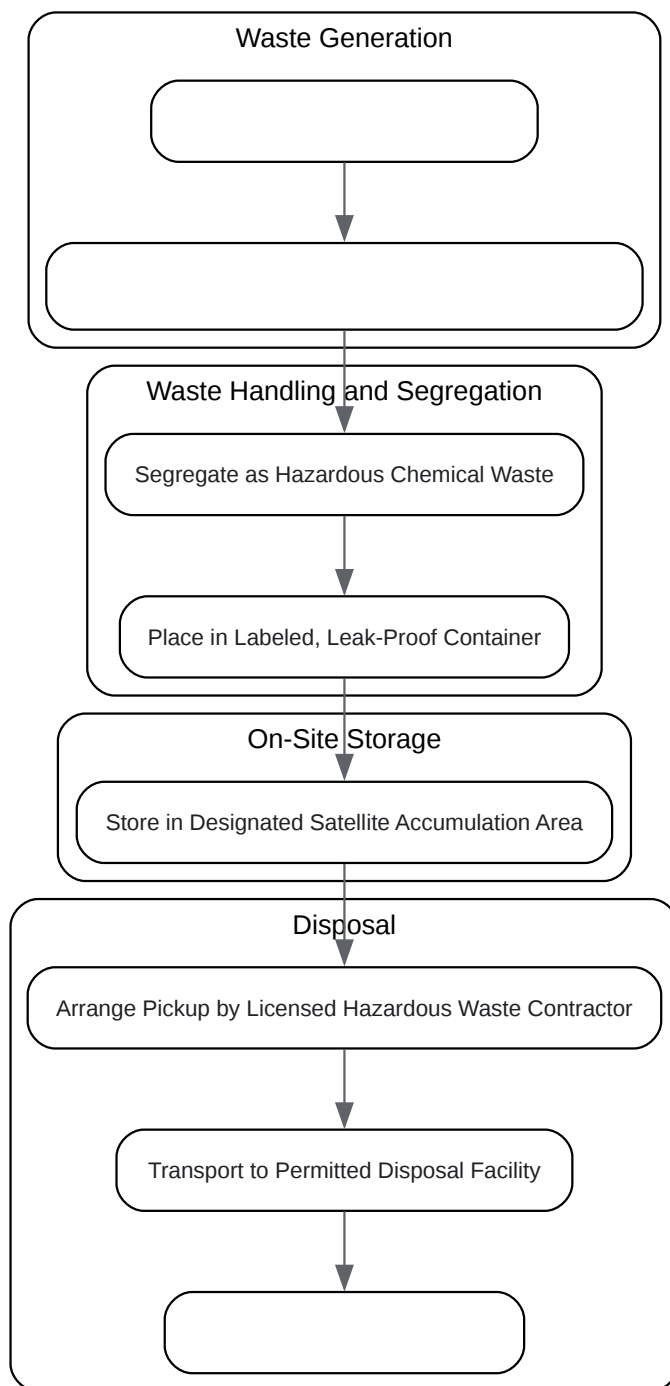 Waste Generation
Waste Handling and Segregation
Segregate as Hazardous Chemical Waste
Place in Labeled, Leak-Proof Container
On-Site Storage
Store in Designated Satellite Accumulation Area
Disposal
Arrange Pickup by Licensed Hazardous Waste Contractor
Transport to Permitted Disposal Facility